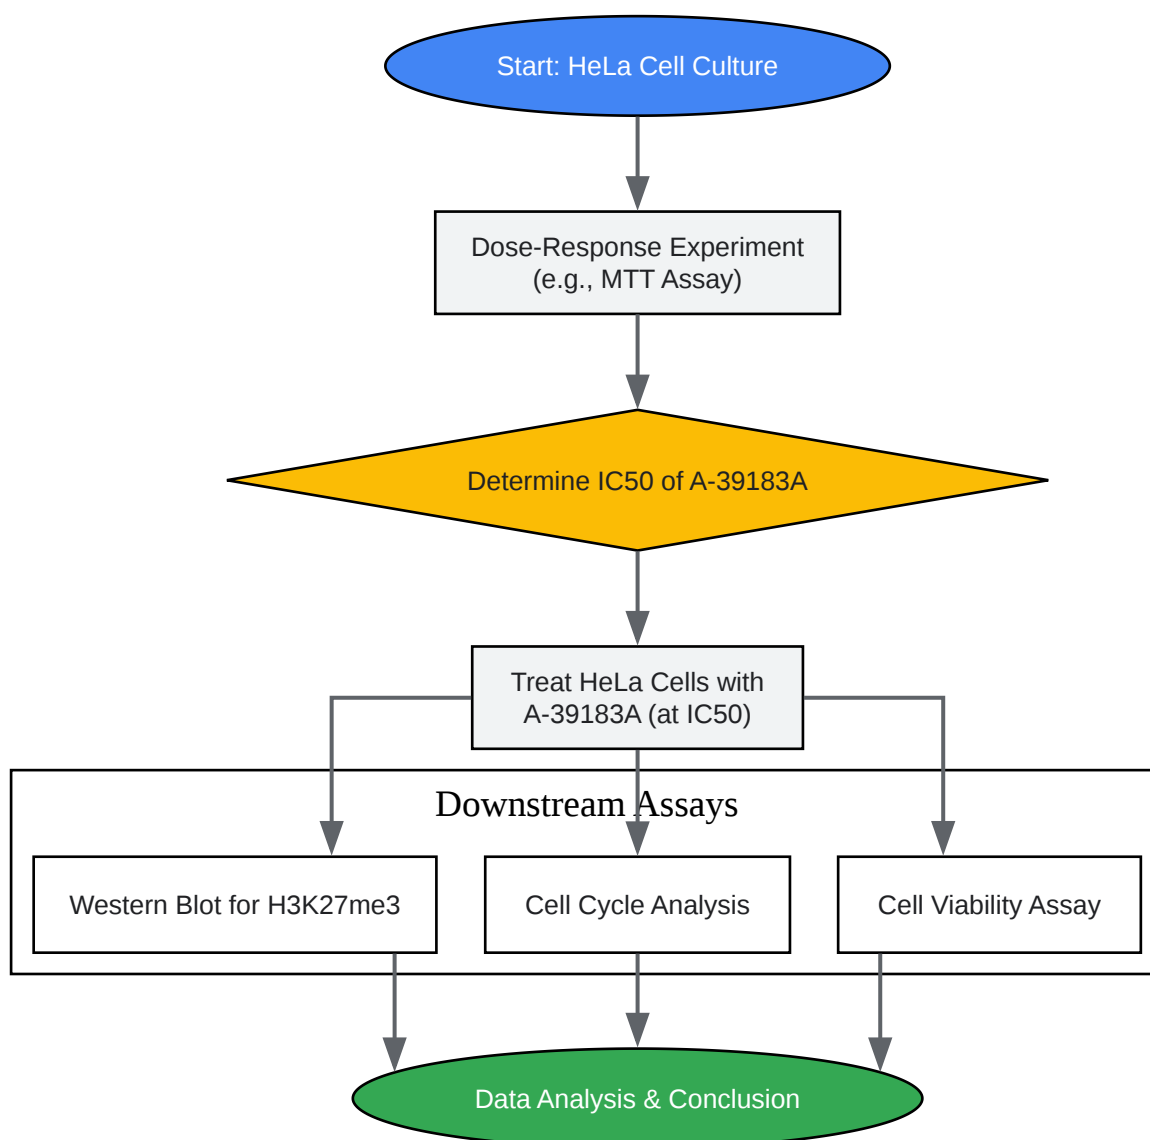 Start: HeLa Cell Culture
Dose-Response Experiment
(e.g., MTT Assay)
Determine IC50 of A-39183A
Treat HeLa Cells with
A-39183A (at IC50)
Downstream Assays
Western Blot for H3K27me3
Cell Cycle Analysis
Cell Viability Assay
Data Analysis & Conclusion